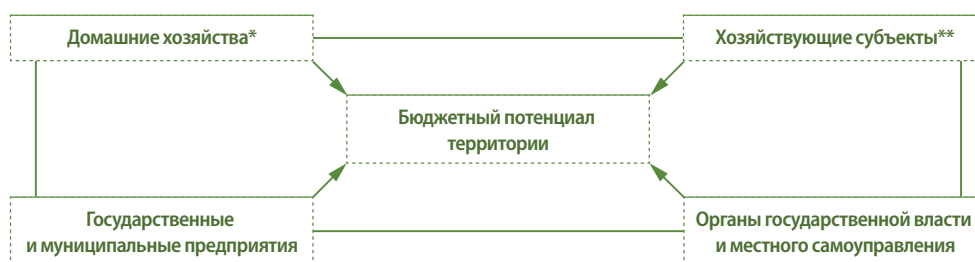 Домашние хозяйства*
Хозяйствующие субъекты**
Бюджетный потенциал
территории
Государственные
и муниципальные предприятия
Органы государственной власти
и местного самоуправления